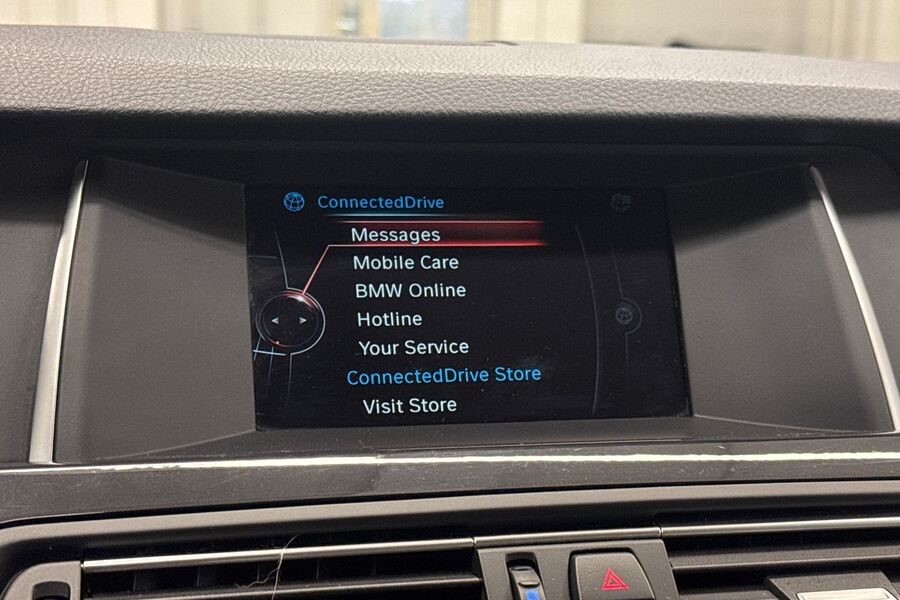 ConnectedDrive
Messages
Mobile Care
BMW Online
Hotline
Your Service
ConnectedDrive Store
Visit Store